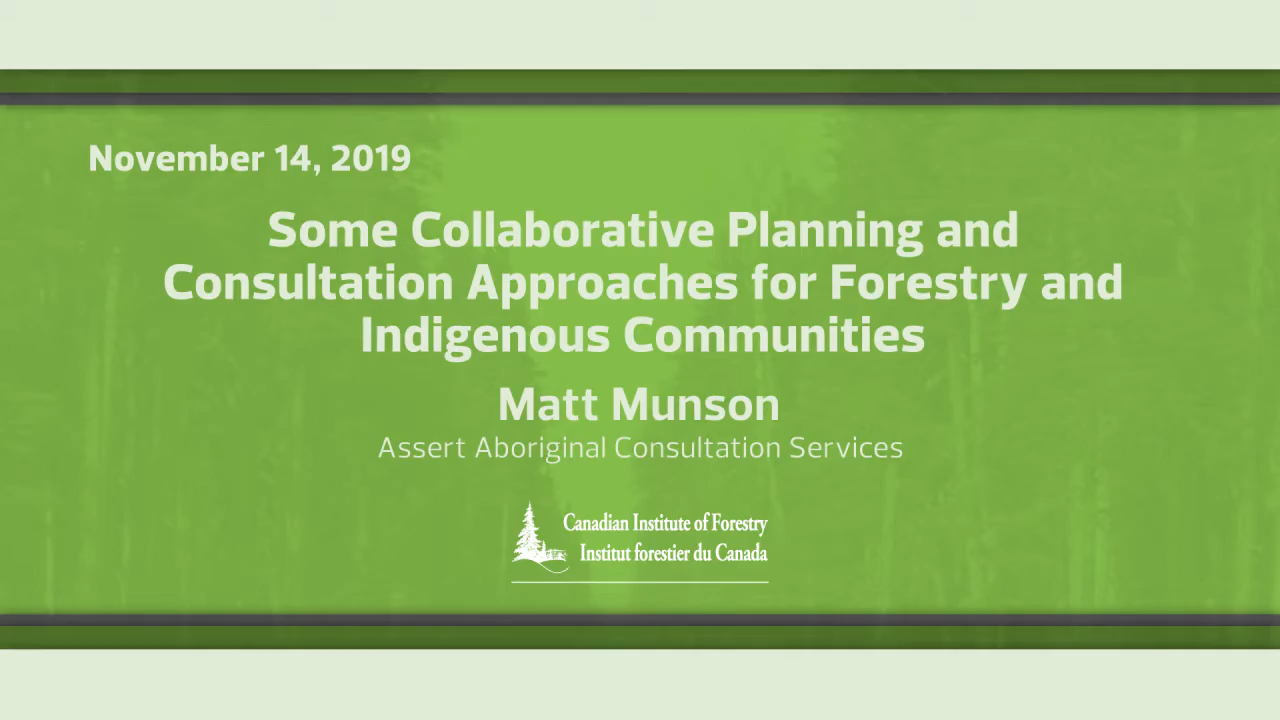 November 14, 2019
Some Collaborative Planning and
Consultation Approaches for Forestry and
Indigenous Communities
Matt Munson
Assert Aboriginal Consultation Services
Canadian Institute of Forestry
Institut forestier du Canada